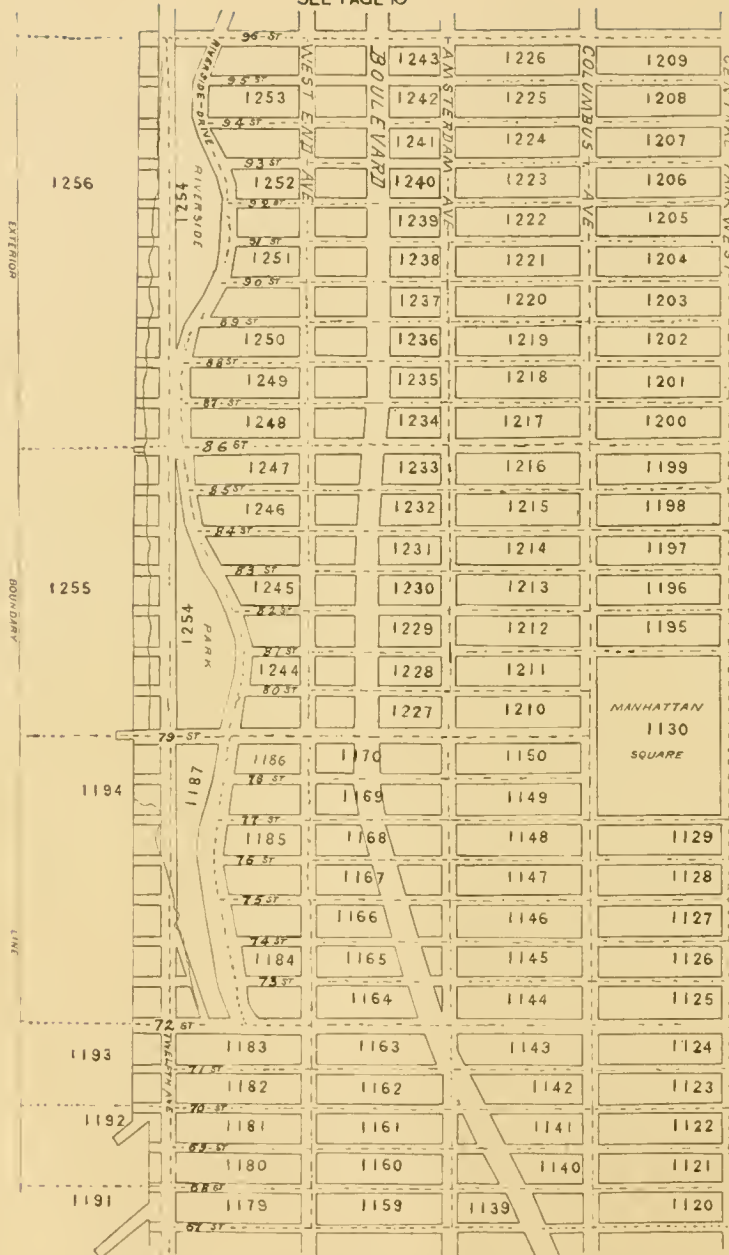 SEE PAGE 10
96 - ST
RIVERSIDE - DRIVE
WEST END AVE
BOULEVARD
AMSTERDAM - AVE
COLUMBUS - AVE
CENTRAL PARK WEST
1243 1226 1209
95 ST
1253 1242 1225 1208
94 ST
1241 1224 1207
93 ST
1256
1252 1240 1223 1206
1254
RIVERSIDE
92 ST
1239 1222 1205
91 ST
1251 1238 1221 1204
EXTERIOR
90 ST
1237 1220 1203
89 ST
1250 1236 1219 1202
88 ST
1249 1235 1218 1201
87 - ST
1248 1234 1217 1200
86 ST
1247 1233 1216 1199
85 ST
1246 1232 1215 1198
84 ST
1231 1214 1197
83 ST
1255
1245 1230 1213 1196
BOUNDARY
82 ST
1254
PARK
1229 1212 1195
81 ST
1244 1228 1211
80 ST
1227 1210
MANHATTAN
1130
SQUARE
79 - ST
1186 1170 1150
78 ST
1194
1187
1169 1149
77 ST
1185 1168 1148 1129
76 ST
1167 1147 1128
75 ST
1166 1146 1127
LINE
74 ST
1184 1165 1145 1126
73 ST
1164 1144 1125
72 ST
TWELFTH AVE
1193
1183 1163 1143 1124
71 ST
1182 1162 1142 1123
70 - ST
1192
1181 1161 1141 1122
69 - ST
1180 1160 1140 1121
68 ST
1191
1179 1159 1139 1120
67 ST